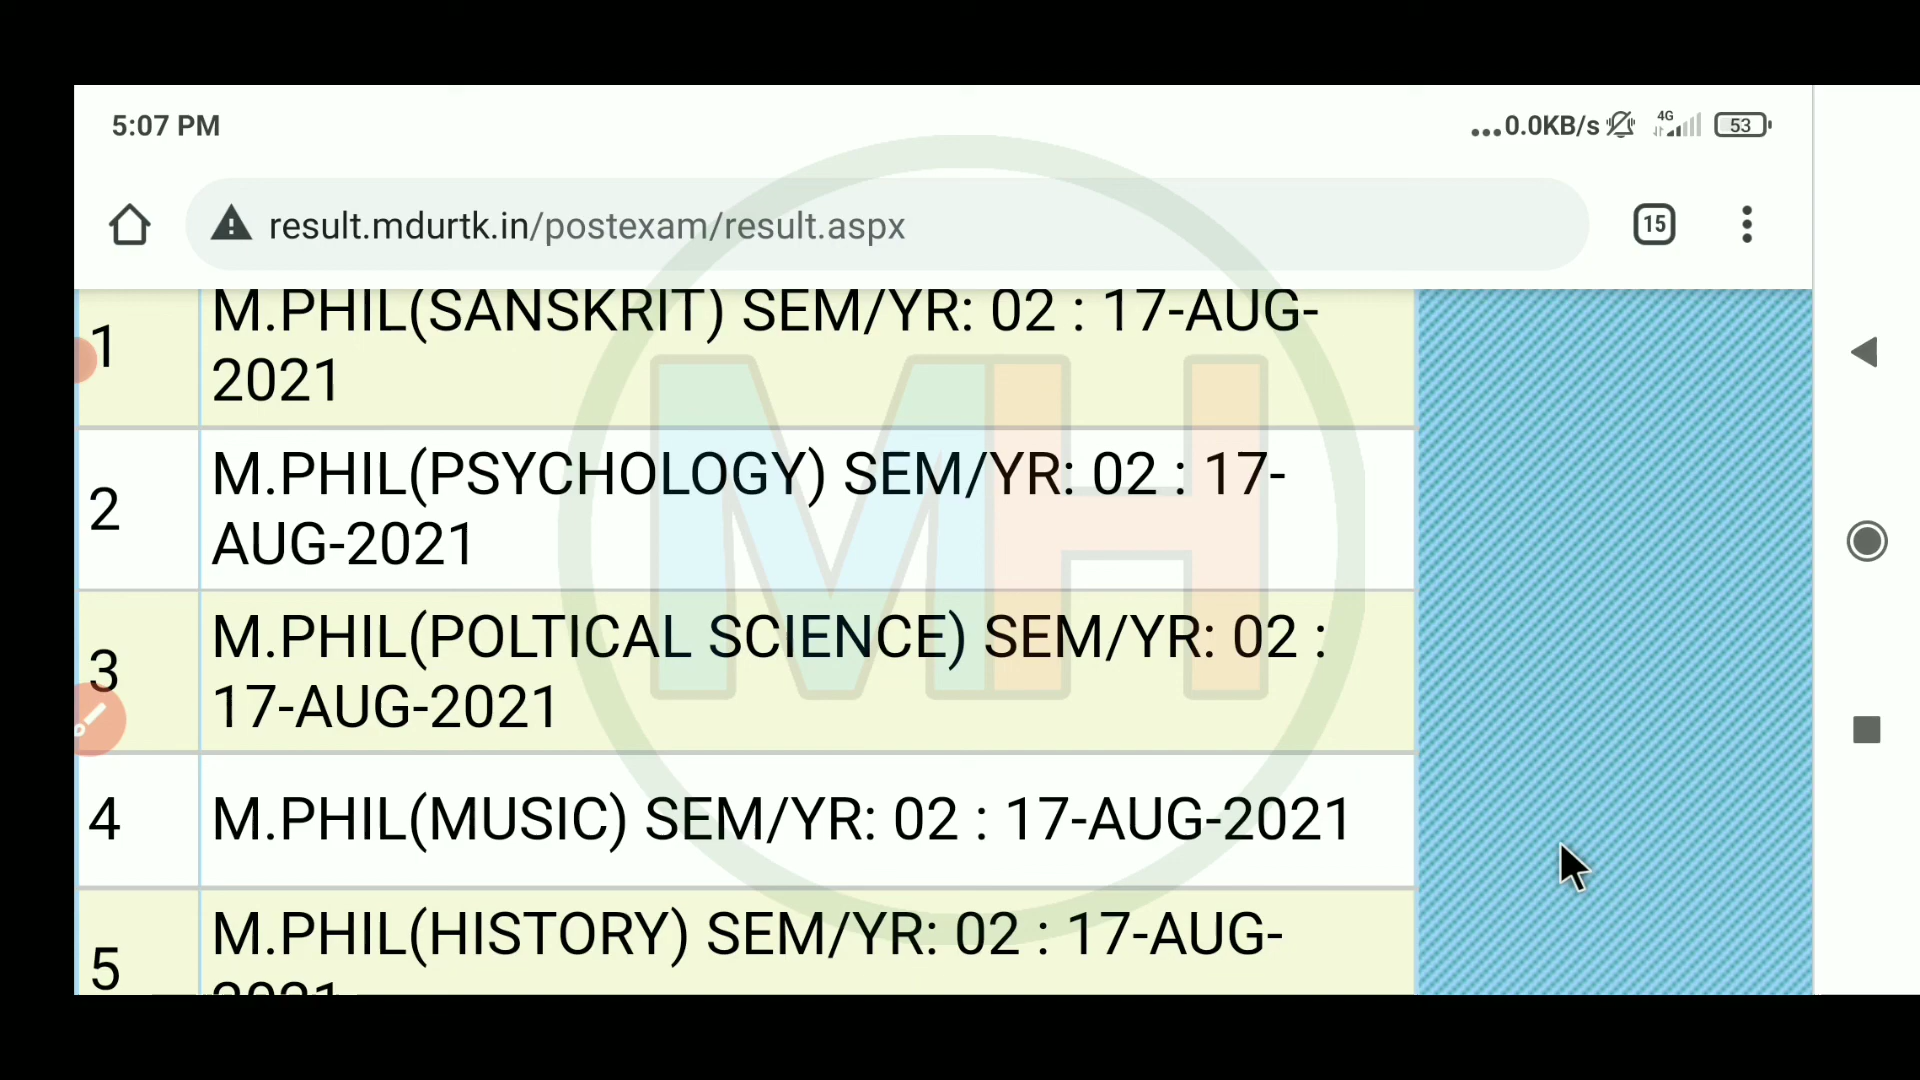 5:07 PM
...0.0KB/s 4G 53
result.mdurtk.in/postexam/result.aspx
15
1
M.PHIL(SANSKRIT) SEM/YR: 02 : 17-AUG-
2021
2
M.PHIL(PSYCHOLOGY) SEM/YR: 02 : 17-
AUG-2021
3
M.PHIL(POLTICAL SCIENCE) SEM/YR: 02 :
17-AUG-2021
4
M.PHIL(MUSIC) SEM/YR: 02 : 17-AUG-2021
5
M.PHIL(HISTORY) SEM/YR: 02 : 17-AUG-
2021
MH